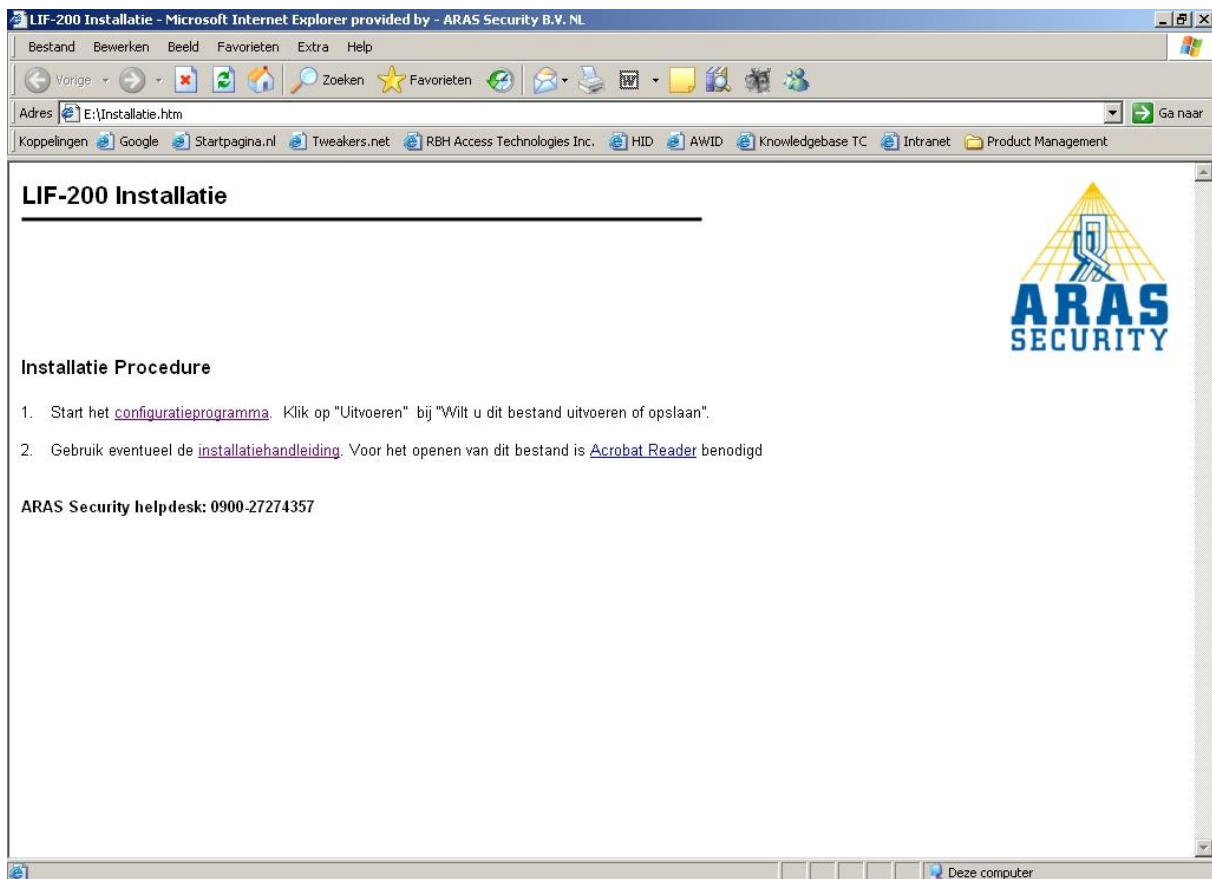 LIF-200 Installatie - Microsoft Internet Explorer provided by - ARAS Security B.V. NL
Bestand Bewerken Beeld Favorieten Extra Help
Vorige Zoeken Favorieten
Adres E:\Installatie.htm Ga naar
Koppelingen Google Startpagina.nl Tweakers.net RBH Access Technologies Inc. HID AWID Knowledgebase TC Intranet Product Management
LIF-200 Installatie
ARAS
SECURITY
Installatie Procedure
1. Start het configuratieprogramma. Klik op "Uitvoeren" bij "Wilt u dit bestand uitvoeren of opslaan".
2. Gebruik eventueel de installatiehandleiding. Voor het openen van dit bestand is Acrobat Reader benodigd
ARAS Security helpdesk: 0900-27274357
Deze computer